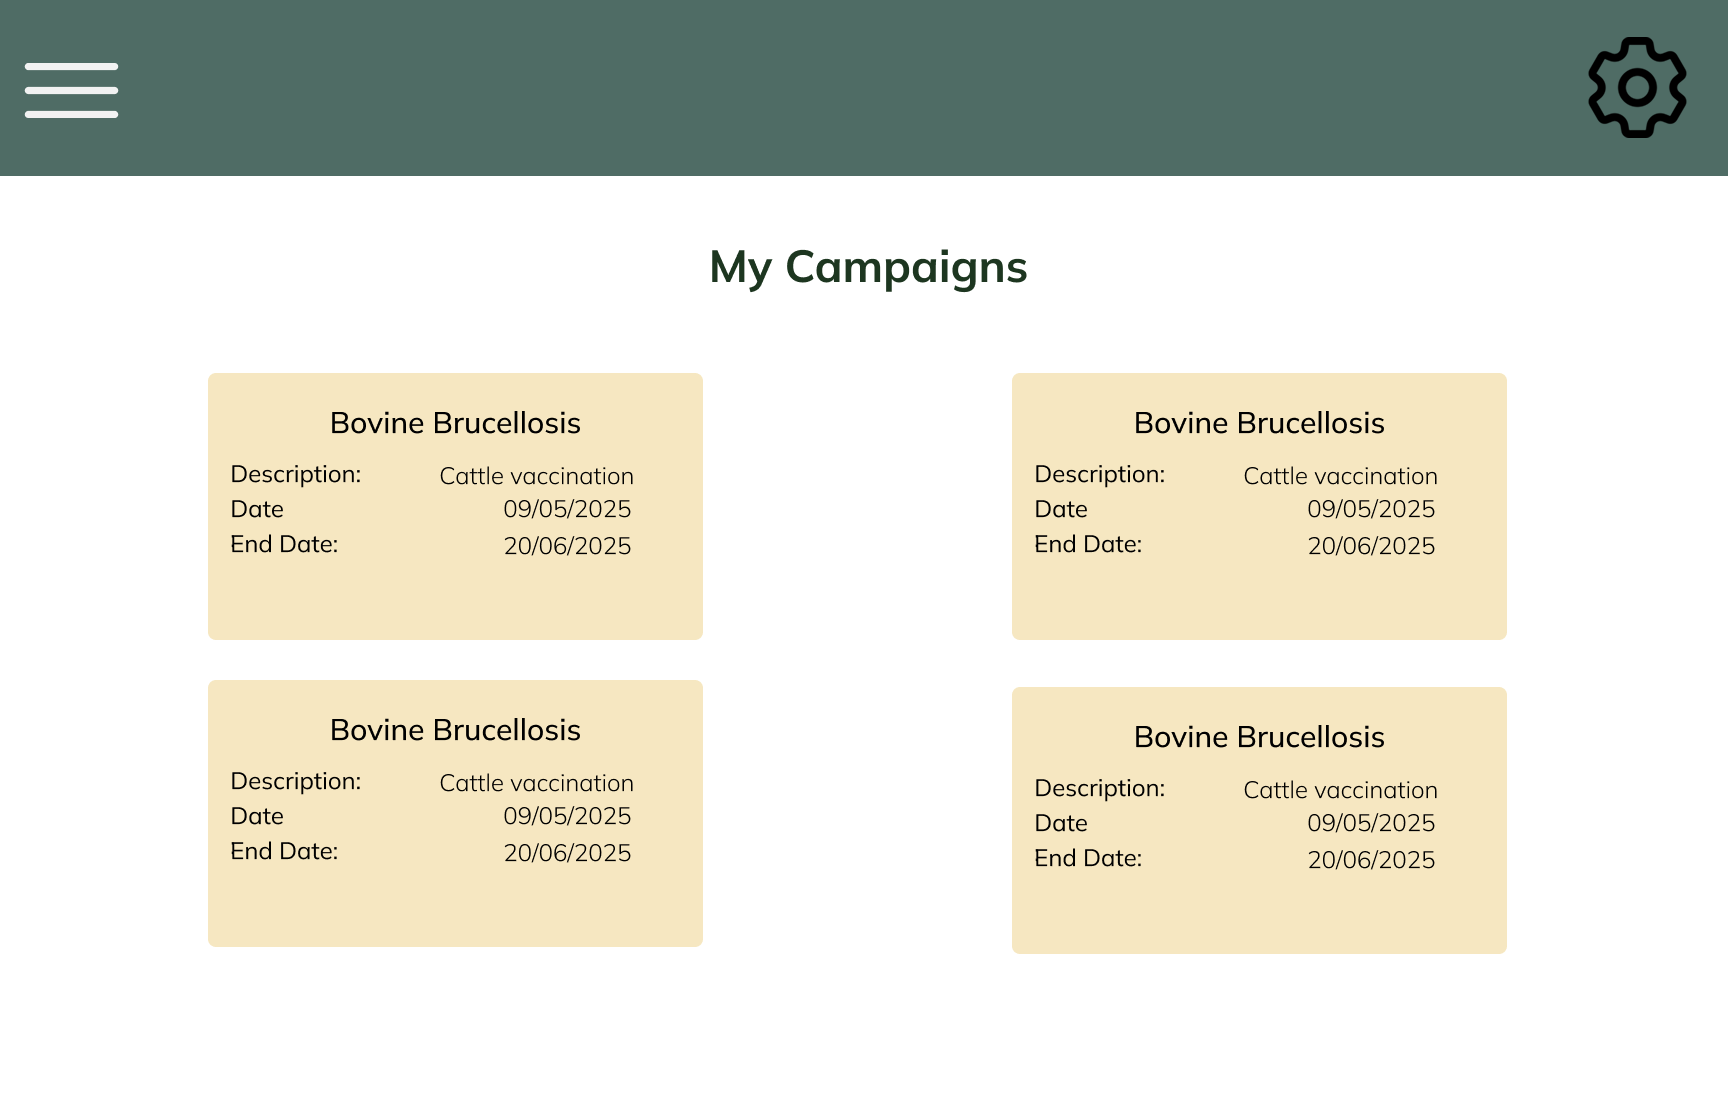 My Campaigns
Bovine Brucellosis
Description: Cattle vaccination
Date 09/05/2025
End Date: 20/06/2025
Bovine Brucellosis
Description: Cattle vaccination
Date 09/05/2025
End Date: 20/06/2025
Bovine Brucellosis
Description: Cattle vaccination
Date 09/05/2025
End Date: 20/06/2025
Bovine Brucellosis
Description: Cattle vaccination
Date 09/05/2025
End Date: 20/06/2025